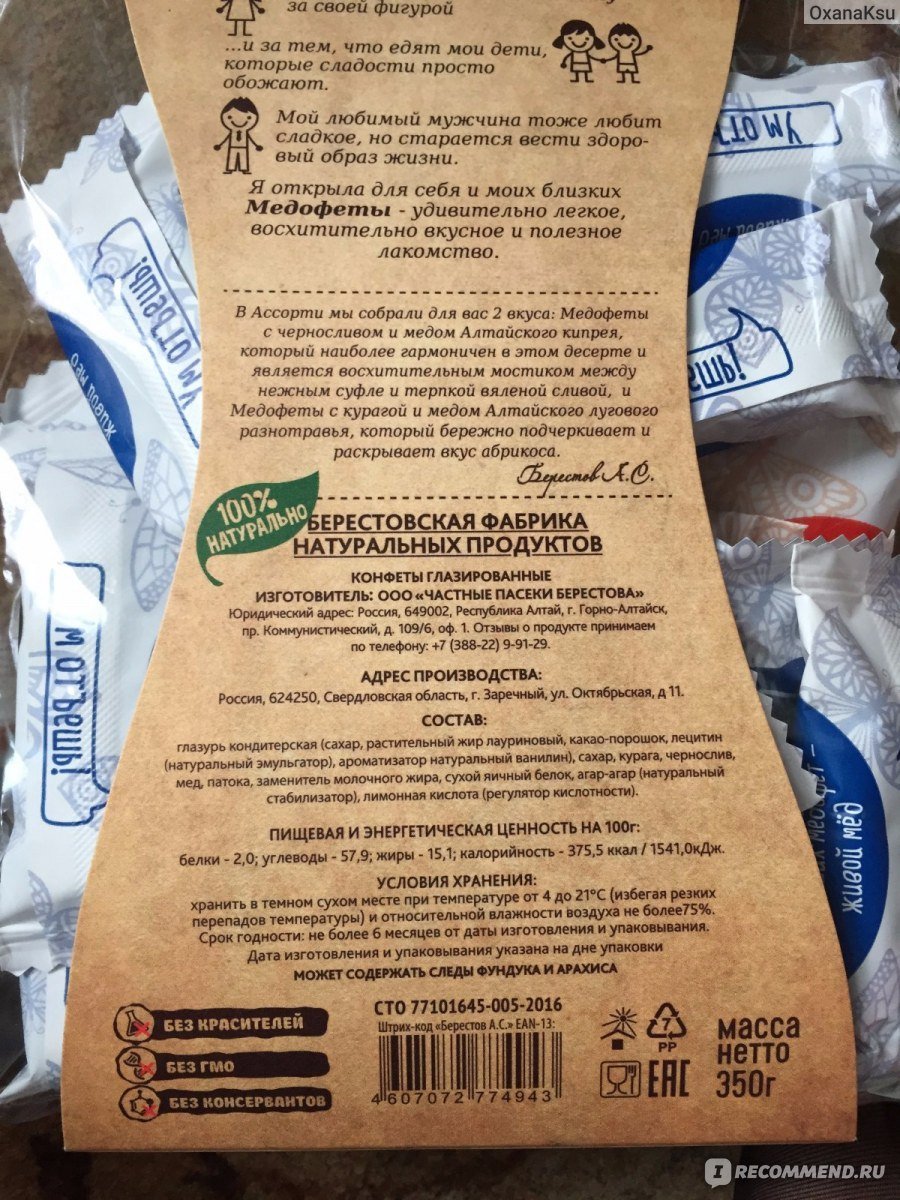 OxanaKsu
за своей фигурой
...и за тем, что едят мои дети,
которые сладости просто
обожают.
Мой любимый мужчина тоже любит
сладкое, но старается вести здоро-
вый образ жизни.
Я открыла для себя и моих близких
Медофеты - удивительно легкое,
восхитительно вкусное и полезное
лакомство.
В Ассорти мы собрали для вас 2 вкуса: Медофеты
с черносливом и медом Алтайского кипрея,
который наиболее гармоничен в этом десерте и
является восхитительным мостиком между
нежным суфле и терпкой вяленой сливой, и
Медофеты с курагой и медом Алтайского лугового
разнотравья, который бережно подчеркивает и
раскрывает вкус абрикоса.
Берестов А.С.
100%
НАТУРАЛЬНО
БЕРЕСТОВСКАЯ ФАБРИКА
НАТУРАЛЬНЫХ ПРОДУКТОВ
КОНФЕТЫ ГЛАЗИРОВАННЫЕ
ИЗГОТОВИТЕЛЬ: ООО «ЧАСТНЫЕ ПАСЕКИ БЕРЕСТОВА»
Юридический адрес: Россия, 649002, Республика Алтай, г. Горно-Алтайск,
пр. Коммунистический, д. 109/6, оф. 1. Отзывы о продукте принимаем
по телефону: +7 (388-22) 9-91-29.
АДРЕС ПРОИЗВОДСТВА:
Россия, 624250, Свердловская область, г. Заречный, ул. Октябрьская, д 11.
СОСТАВ:
глазурь кондитерская (сахар, растительный жир лауриновый, какао-порошок, лецитин
(натуральный эмульгатор), ароматизатор натуральный ванилин), сахар, курага, чернослив,
мед, патока, заменитель молочного жира, сухой яичный белок, агар-агар (натуральный
стабилизатор), лимонная кислота (регулятор кислотности).
ПИЩЕВАЯ И ЭНЕРГЕТИЧЕСКАЯ ЦЕННОСТЬ НА 100г:
белки - 2,0; углеводы - 57,9; жиры - 15,1; калорийность - 375,5 ккал / 1541,0кДж.
УСЛОВИЯ ХРАНЕНИЯ:
хранить в темном сухом месте при температуре от 4 до 21°С (избегая резких
перепадов температуры) и относительной влажности воздуха не более75%.
Срок годности: не более 6 месяцев от даты изготовления и упаковывания.
Дата изготовления и упаковывания указана на дне упаковки
МОЖЕТ СОДЕРЖАТЬ СЛЕДЫ ФУНДУКА И АРАХИСА
СТО 77101645-005-2016
Штрих-код «Берестов А.С.» EAN-13:
4 607072 774943
БЕЗ КРАСИТЕЛЕЙ
БЕЗ ГМО
БЕЗ КОНСЕРВАНТОВ
7
PP
EAC
масса
нетто
350г
УМ ОТЪЕШЬ!
живой мёд
I RECOMMEND.RU